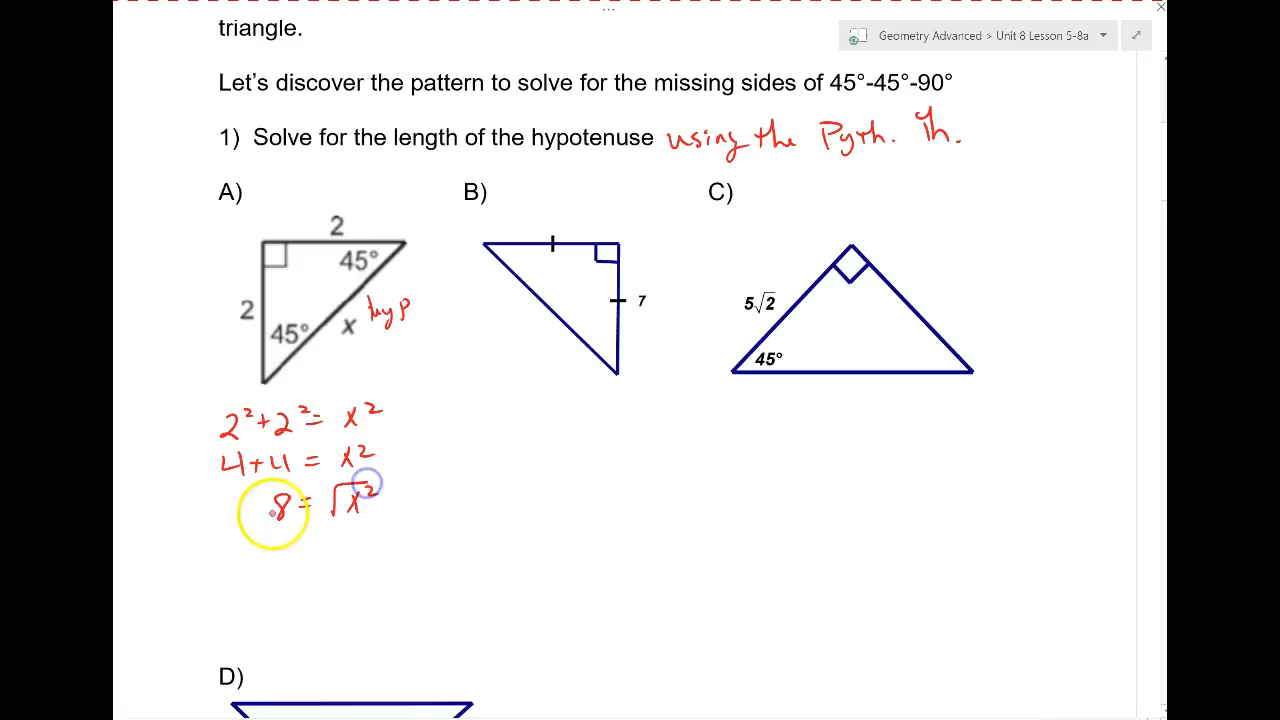 triangle.
Geometry Advanced > Unit 8 Lesson 5-8a
Let's discover the pattern to solve for the missing sides of 45°-45°-90°
1) Solve for the length of the hypotenuse using the Pyth. Th.
A) B) C)
2
45°
2
45°
x hyp
7
5√2
45°
2² + 2² = x²
4 + 4 = x²
8 = √x²
D)